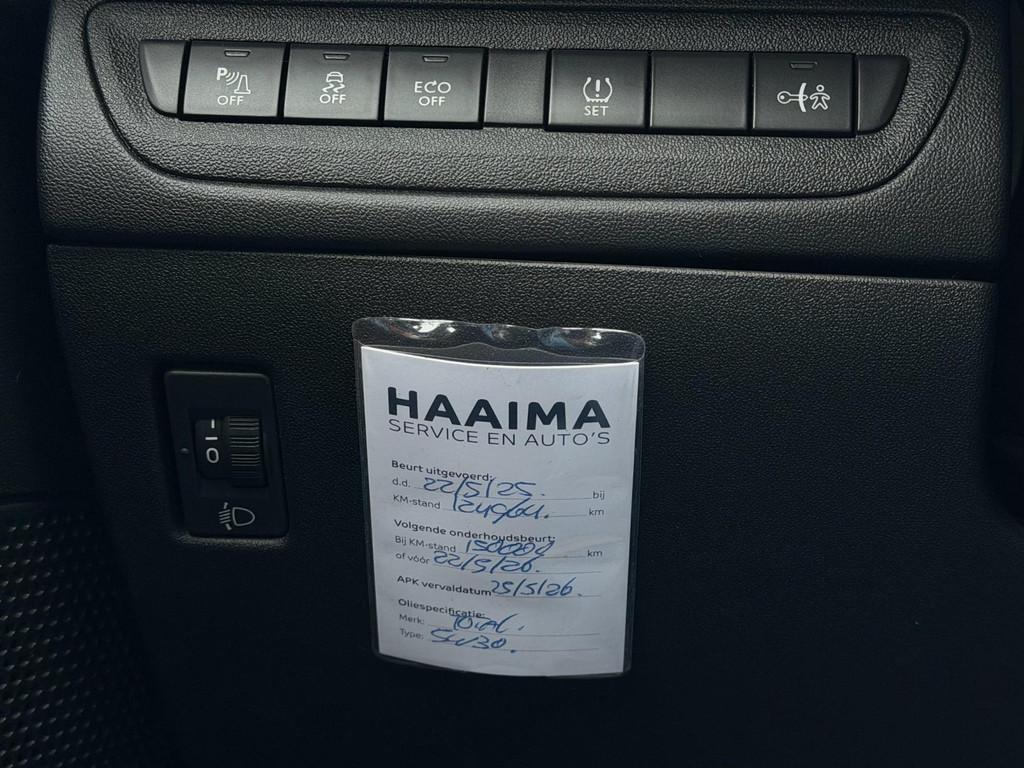 P OFF
OFF
ECO OFF
SET
I
0
HAAIMA
SERVICE EN AUTO'S
Beurt uitgevoerd:
d.d. 22/5/25. bij
KM-stand 124964. km
Volgende onderhoudsbeurt:
Bij KM-stand 150000 km
of vóór 22/5/26.
APK vervaldatum 25/5/26.
Oliespecificatie:
Merk: Total.
Type: 5W30.